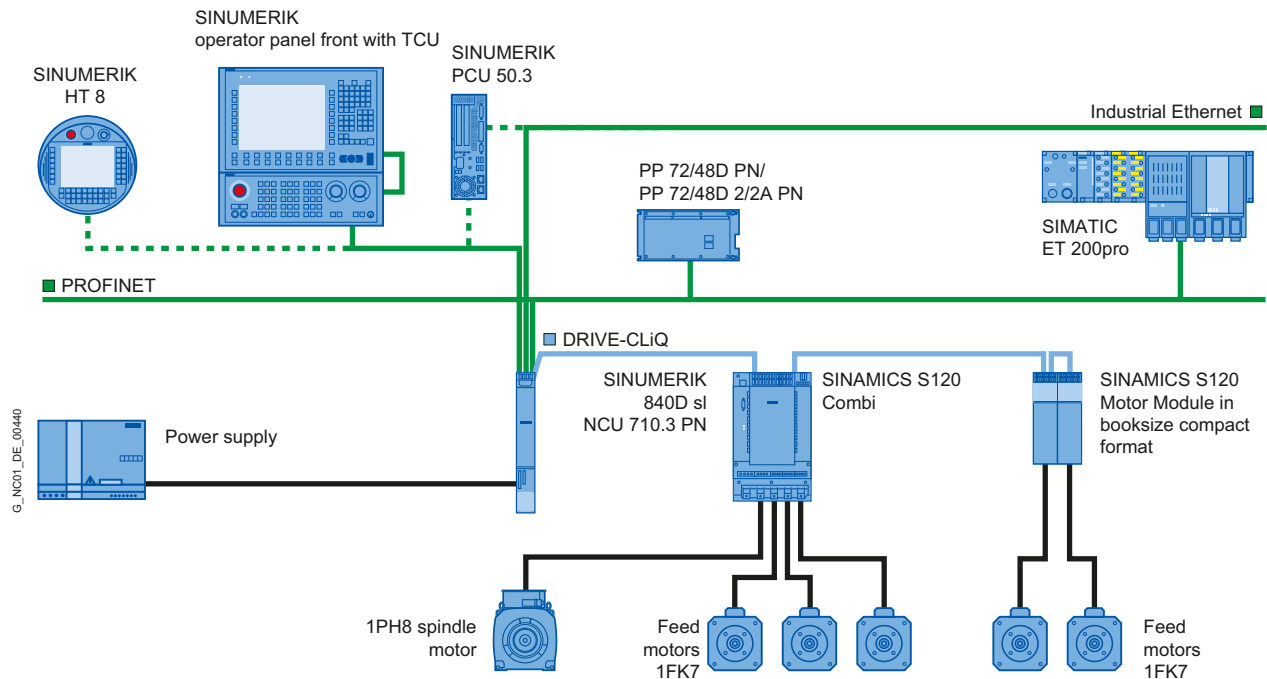 SINUMERIK
operator panel front with TCU
SINUMERIK
HT 8
SINUMERIK
PCU 50.3
Industrial Ethernet
PP 72/48D PN/
PP 72/48D 2/2A PN
SIMATIC
ET 200pro
PROFINET
DRIVE-CLiQ
SINUMERIK
840D sl
NCU 710.3 PN
SINAMICS S120
Combi
SINAMICS S120
Motor Module in
booksize compact
format
Power supply
G_NC01_DE_00440
1PH8 spindle
motor
Feed
motors
1FK7
Feed
motors
1FK7